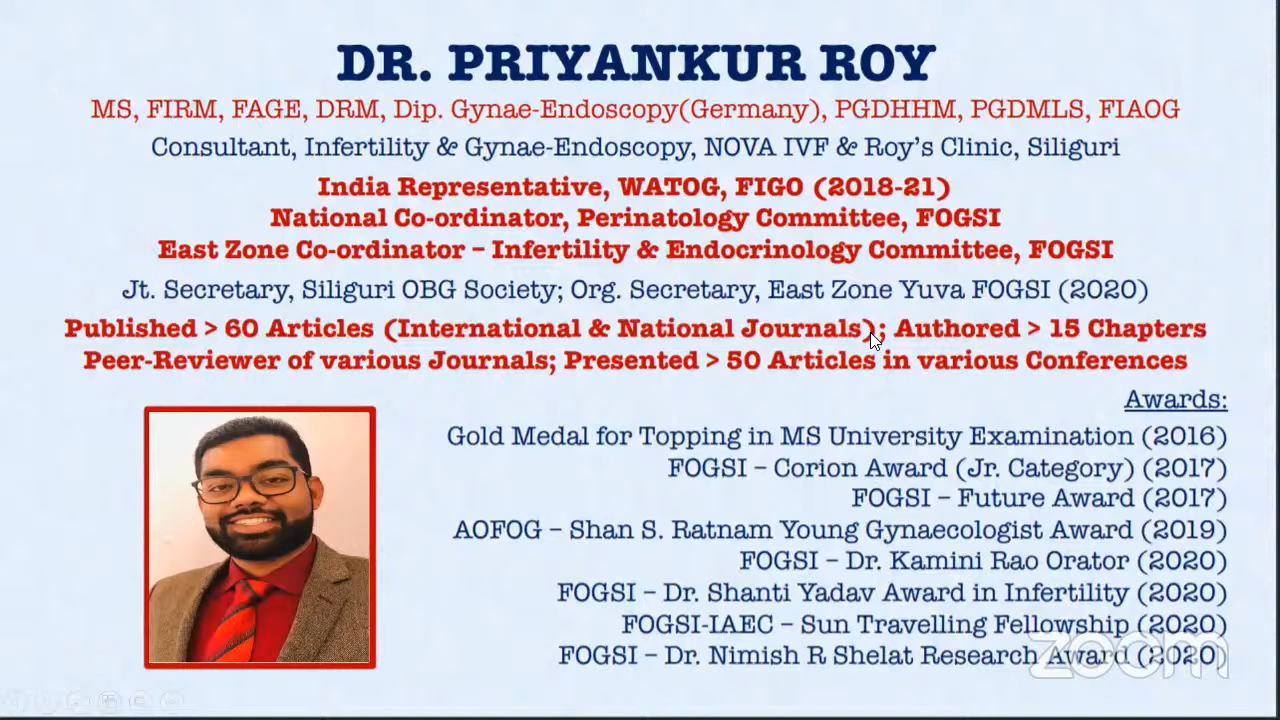 DR. PRIYANKUR ROY
MS, FIRM, FAGE, DRM, Dip. Gynae-Endoscopy(Germany), PGDHHM, PGDMLS, FIAOG
Consultant, Infertility & Gynae-Endoscopy, NOVA IVF & Roy's Clinic, Siliguri
India Representative, WATOG, FIGO (2018-21)
National Co-ordinator, Perinatology Committee, FOGSI
East Zone Co-ordinator – Infertility & Endocrinology Committee, FOGSI
Jt. Secretary, Siliguri OBG Society; Org. Secretary, East Zone Yuva FOGSI (2020)
Published > 60 Articles (International & National Journals); Authored > 15 Chapters
Peer-Reviewer of various Journals; Presented > 50 Articles in various Conferences
Awards:
Gold Medal for Topping in MS University Examination (2016)
FOGSI – Corion Award (Jr. Category) (2017)
FOGSI – Future Award (2017)
AOFOG – Shan S. Ratnam Young Gynaecologist Award (2019)
FOGSI – Dr. Kamini Rao Orator (2020)
FOGSI – Dr. Shanti Yadav Award in Infertility (2020)
FOGSI-IAEC – Sun Travelling Fellowship (2020)
FOGSI – Dr. Nimish R Shelat Research Award (2020)
zoom